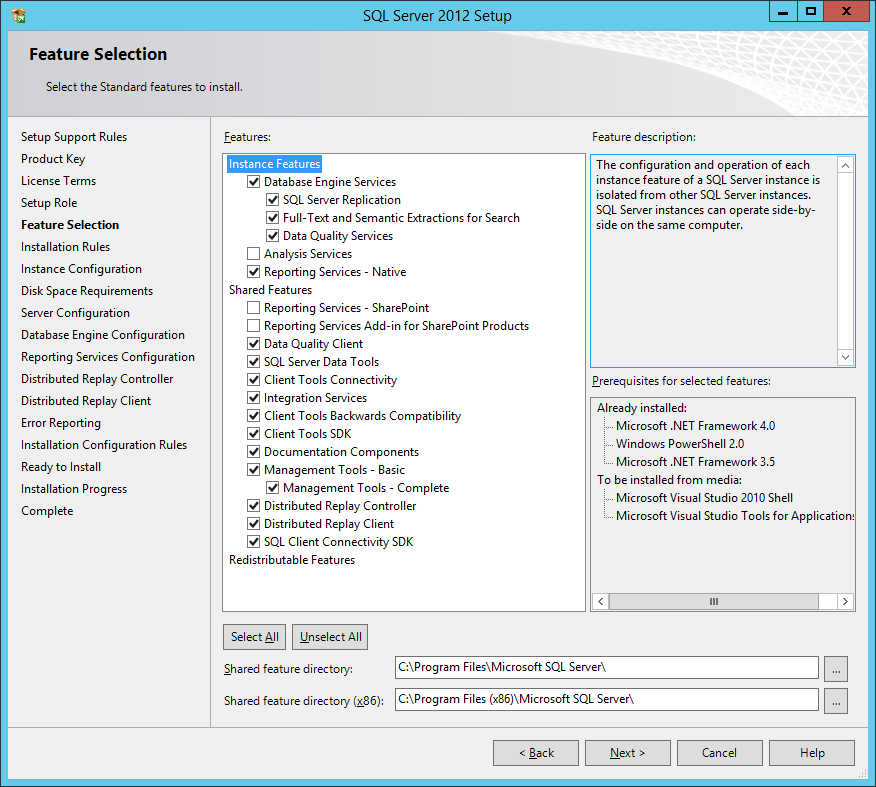 SQL Server 2012 Setup
Feature Selection
Select the Standard features to install.
Setup Support Rules
Product Key
License Terms
Setup Role
Feature Selection
Installation Rules
Instance Configuration
Disk Space Requirements
Server Configuration
Database Engine Configuration
Reporting Services Configuration
Distributed Replay Controller
Distributed Replay Client
Error Reporting
Installation Configuration Rules
Ready to Install
Installation Progress
Complete
Features:
Instance Features
Database Engine Services
SQL Server Replication
Full-Text and Semantic Extractions for Search
Data Quality Services
Analysis Services
Reporting Services - Native
Shared Features
Reporting Services - SharePoint
Reporting Services Add-in for SharePoint Products
Data Quality Client
SQL Server Data Tools
Client Tools Connectivity
Integration Services
Client Tools Backwards Compatibility
Client Tools SDK
Documentation Components
Management Tools - Basic
Management Tools - Complete
Distributed Replay Controller
Distributed Replay Client
SQL Client Connectivity SDK
Redistributable Features
Feature description:
The configuration and operation of each
instance feature of a SQL Server instance is
isolated from other SQL Server instances.
SQL Server instances can operate side-by-
side on the same computer.
Prerequisites for selected features:
Already installed:
Microsoft .NET Framework 4.0
Windows PowerShell 2.0
Microsoft .NET Framework 3.5
To be installed from media:
Microsoft Visual Studio 2010 Shell
Microsoft Visual Studio Tools for Applications
Select All
Unselect All
Shared feature directory:
C:\Program Files\Microsoft SQL Server\
...
Shared feature directory (x86):
C:\Program Files (x86)\Microsoft SQL Server\
...
< Back
Next >
Cancel
Help